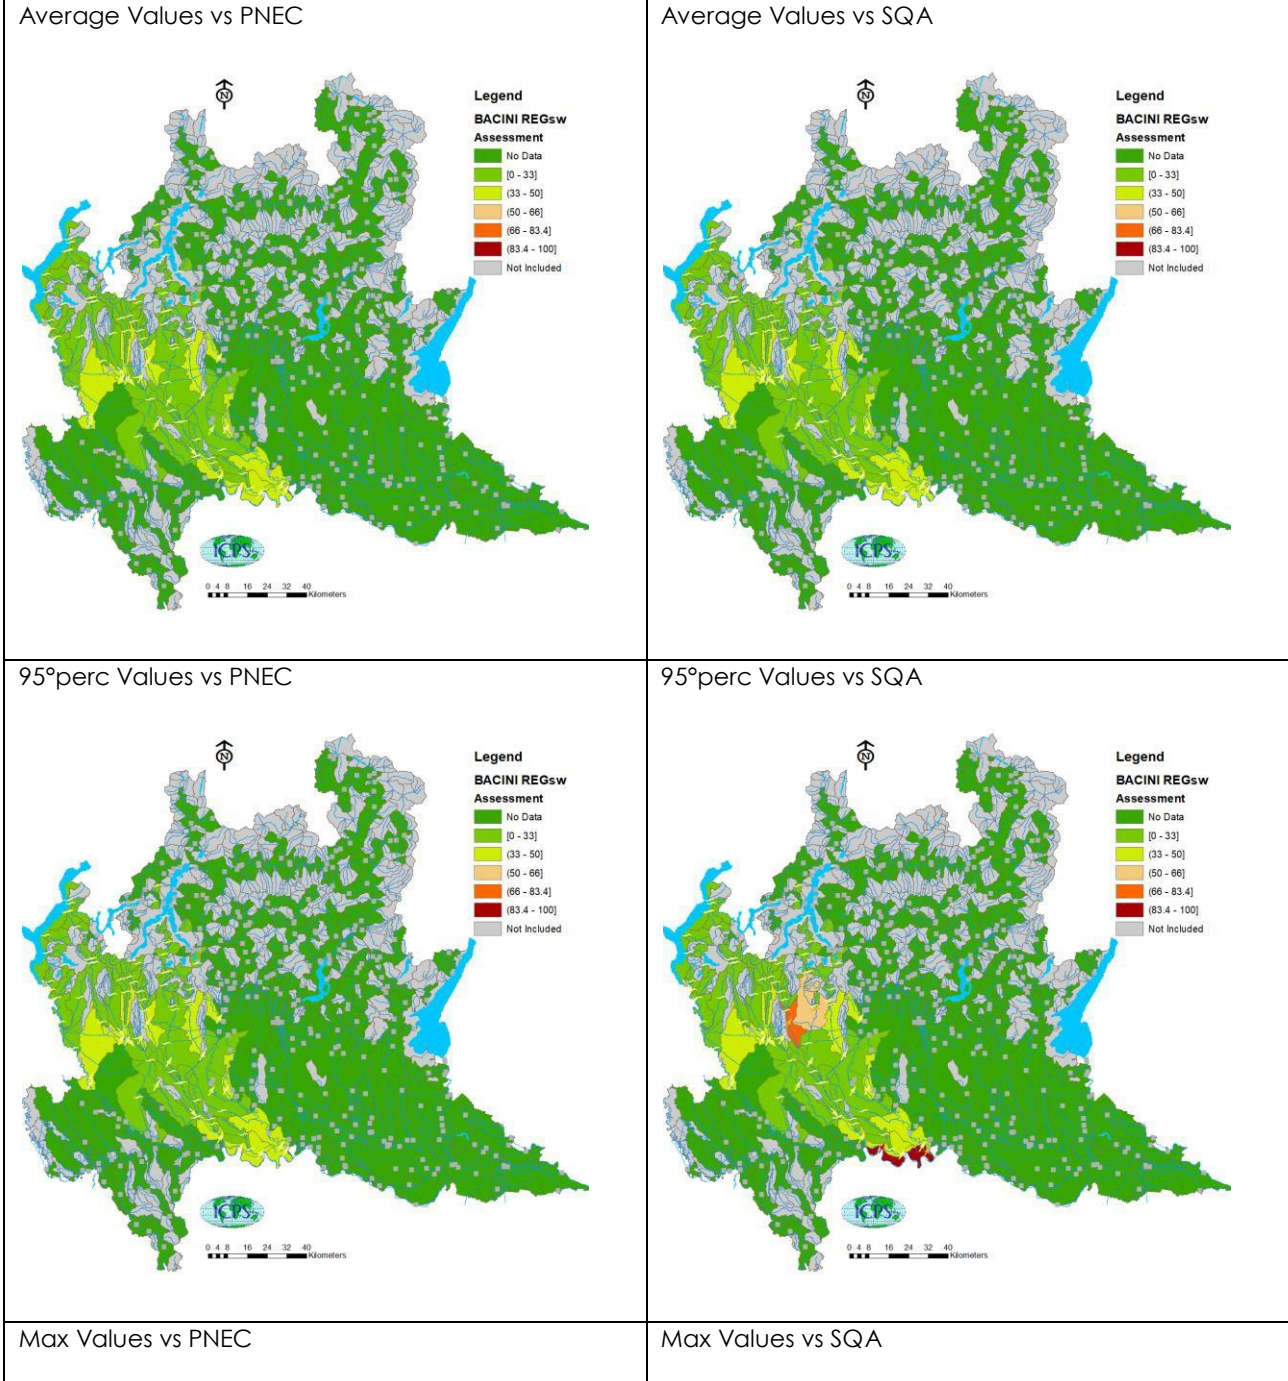 Average Values vs PNEC
Average Values vs SQA
N
Legend
BACINI REGsw
Assessment
No Data
[0 - 33]
(33 - 50]
(50 - 66]
(66 - 83.4]
(83.4 - 100]
Not Included
ICPS
0 4 8 16 24 32 40
Kilometers
N
Legend
BACINI REGsw
Assessment
No Data
[0 - 33]
(33 - 50]
(50 - 66]
(66 - 83.4]
(83.4 - 100]
Not Included
ICPS
0 4 8 16 24 32 40
Kilometers
95°perc Values vs PNEC
95°perc Values vs SQA
N
Legend
BACINI REGsw
Assessment
No Data
[0 - 33]
(33 - 50]
(50 - 66]
(66 - 83.4]
(83.4 - 100]
Not Included
ICPS
0 4 8 16 24 32 40
Kilometers
N
Legend
BACINI REGsw
Assessment
No Data
[0 - 33]
(33 - 50]
(50 - 66]
(66 - 83.4]
(83.4 - 100]
Not Included
ICPS
0 4 8 16 24 32 40
Kilometers
Max Values vs PNEC
Max Values vs SQA